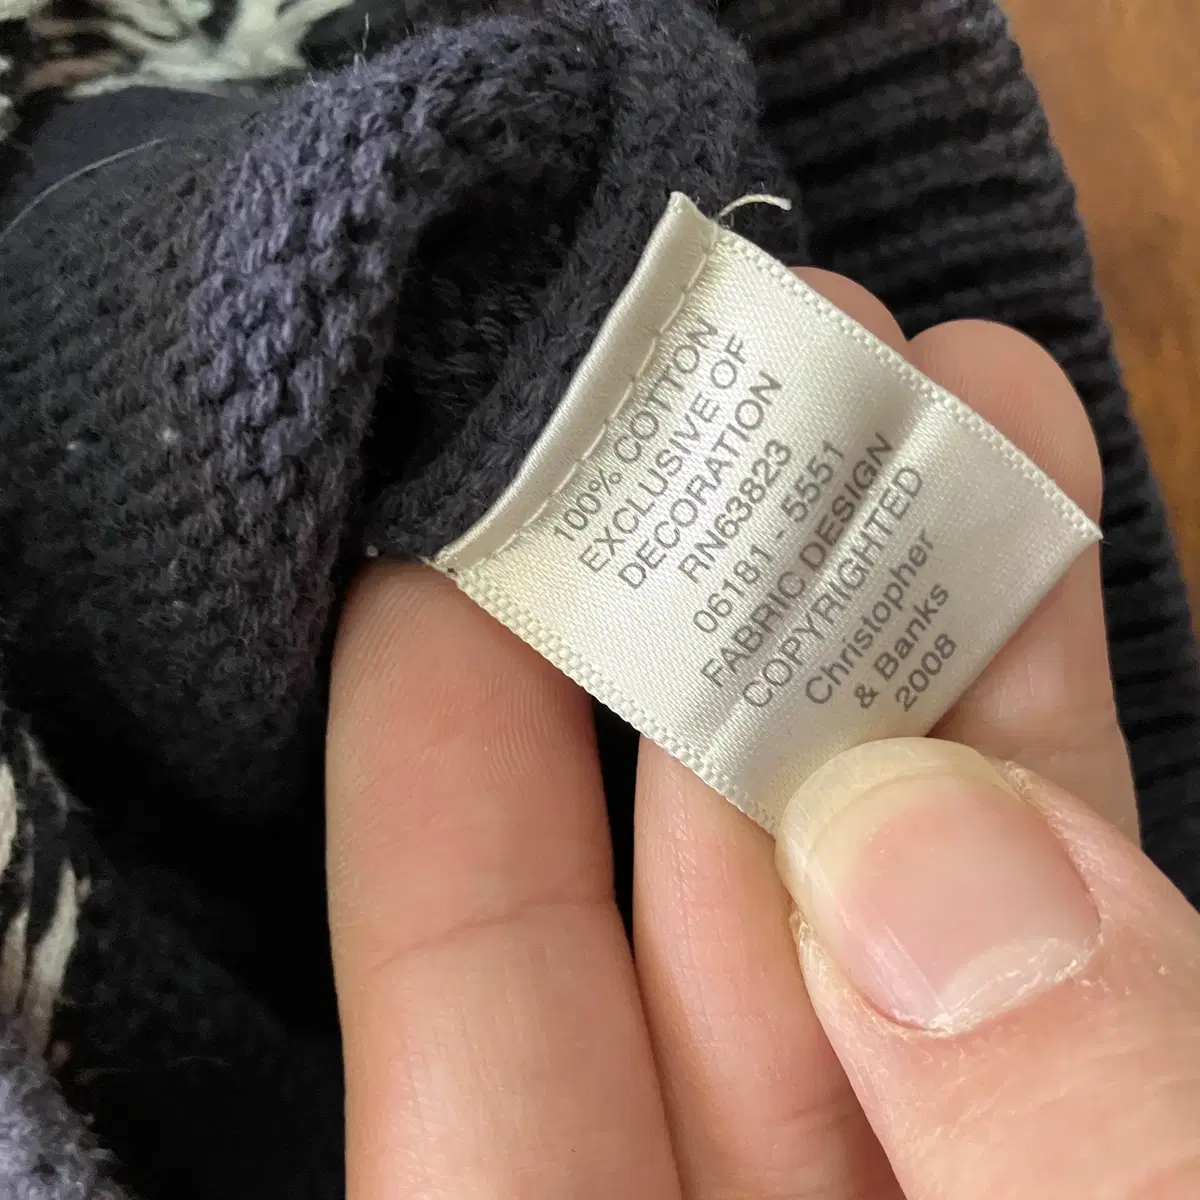 100% COTTON
EXCLUSIVE OF
DECORATION
RN63823
06181 - 5551
FABRIC DESIGN
COPYRIGHTED
Christopher
& Banks
2008